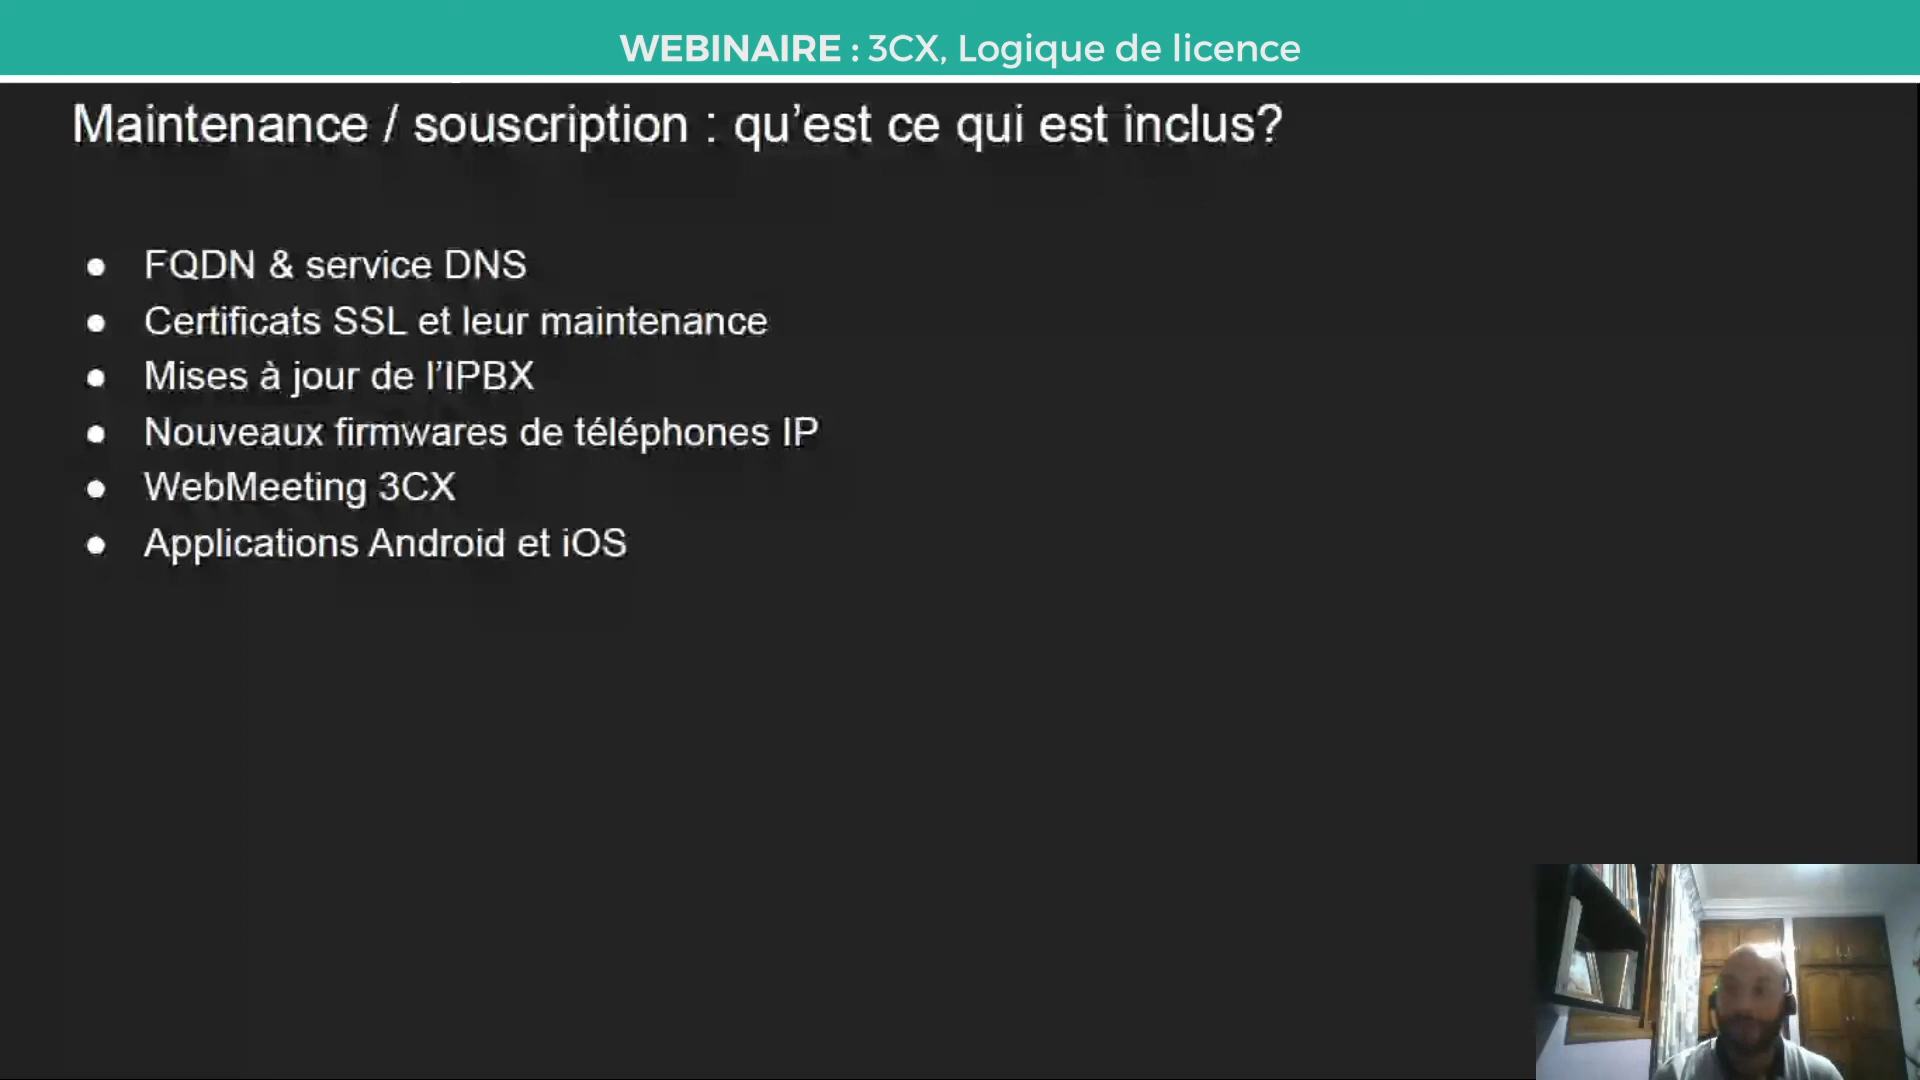 WEBINAIRE : 3CX, Logique de licence
Maintenance / souscription : qu’est ce qui est inclus?
● FQDN & service DNS
● Certificats SSL et leur maintenance
● Mises à jour de l’IPBX
● Nouveaux firmwares de téléphones IP
● WebMeeting 3CX
● Applications Android et iOS